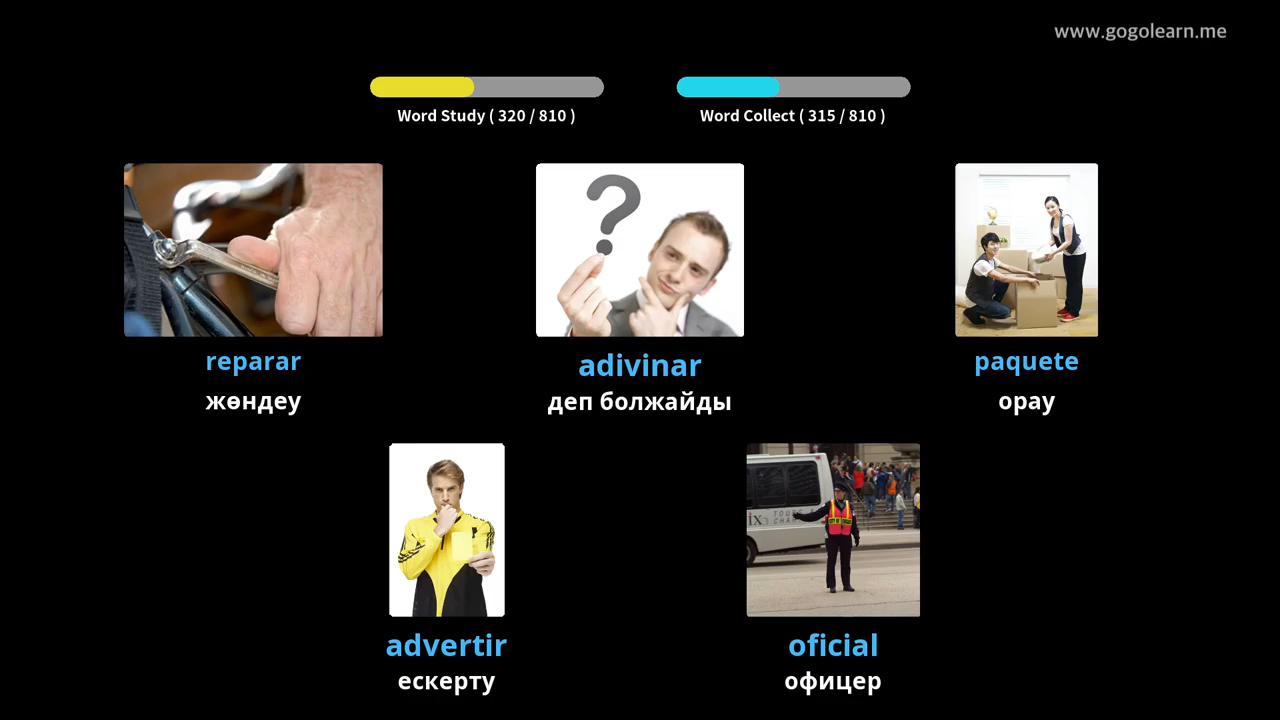 www.gogolearn.me
Word Study ( 320 / 810 )
Word Collect ( 315 / 810 )
reparar
adivinar
paquete
жөндеу
деп болжайды
орау
advertir
oficial
ескерту
офицер